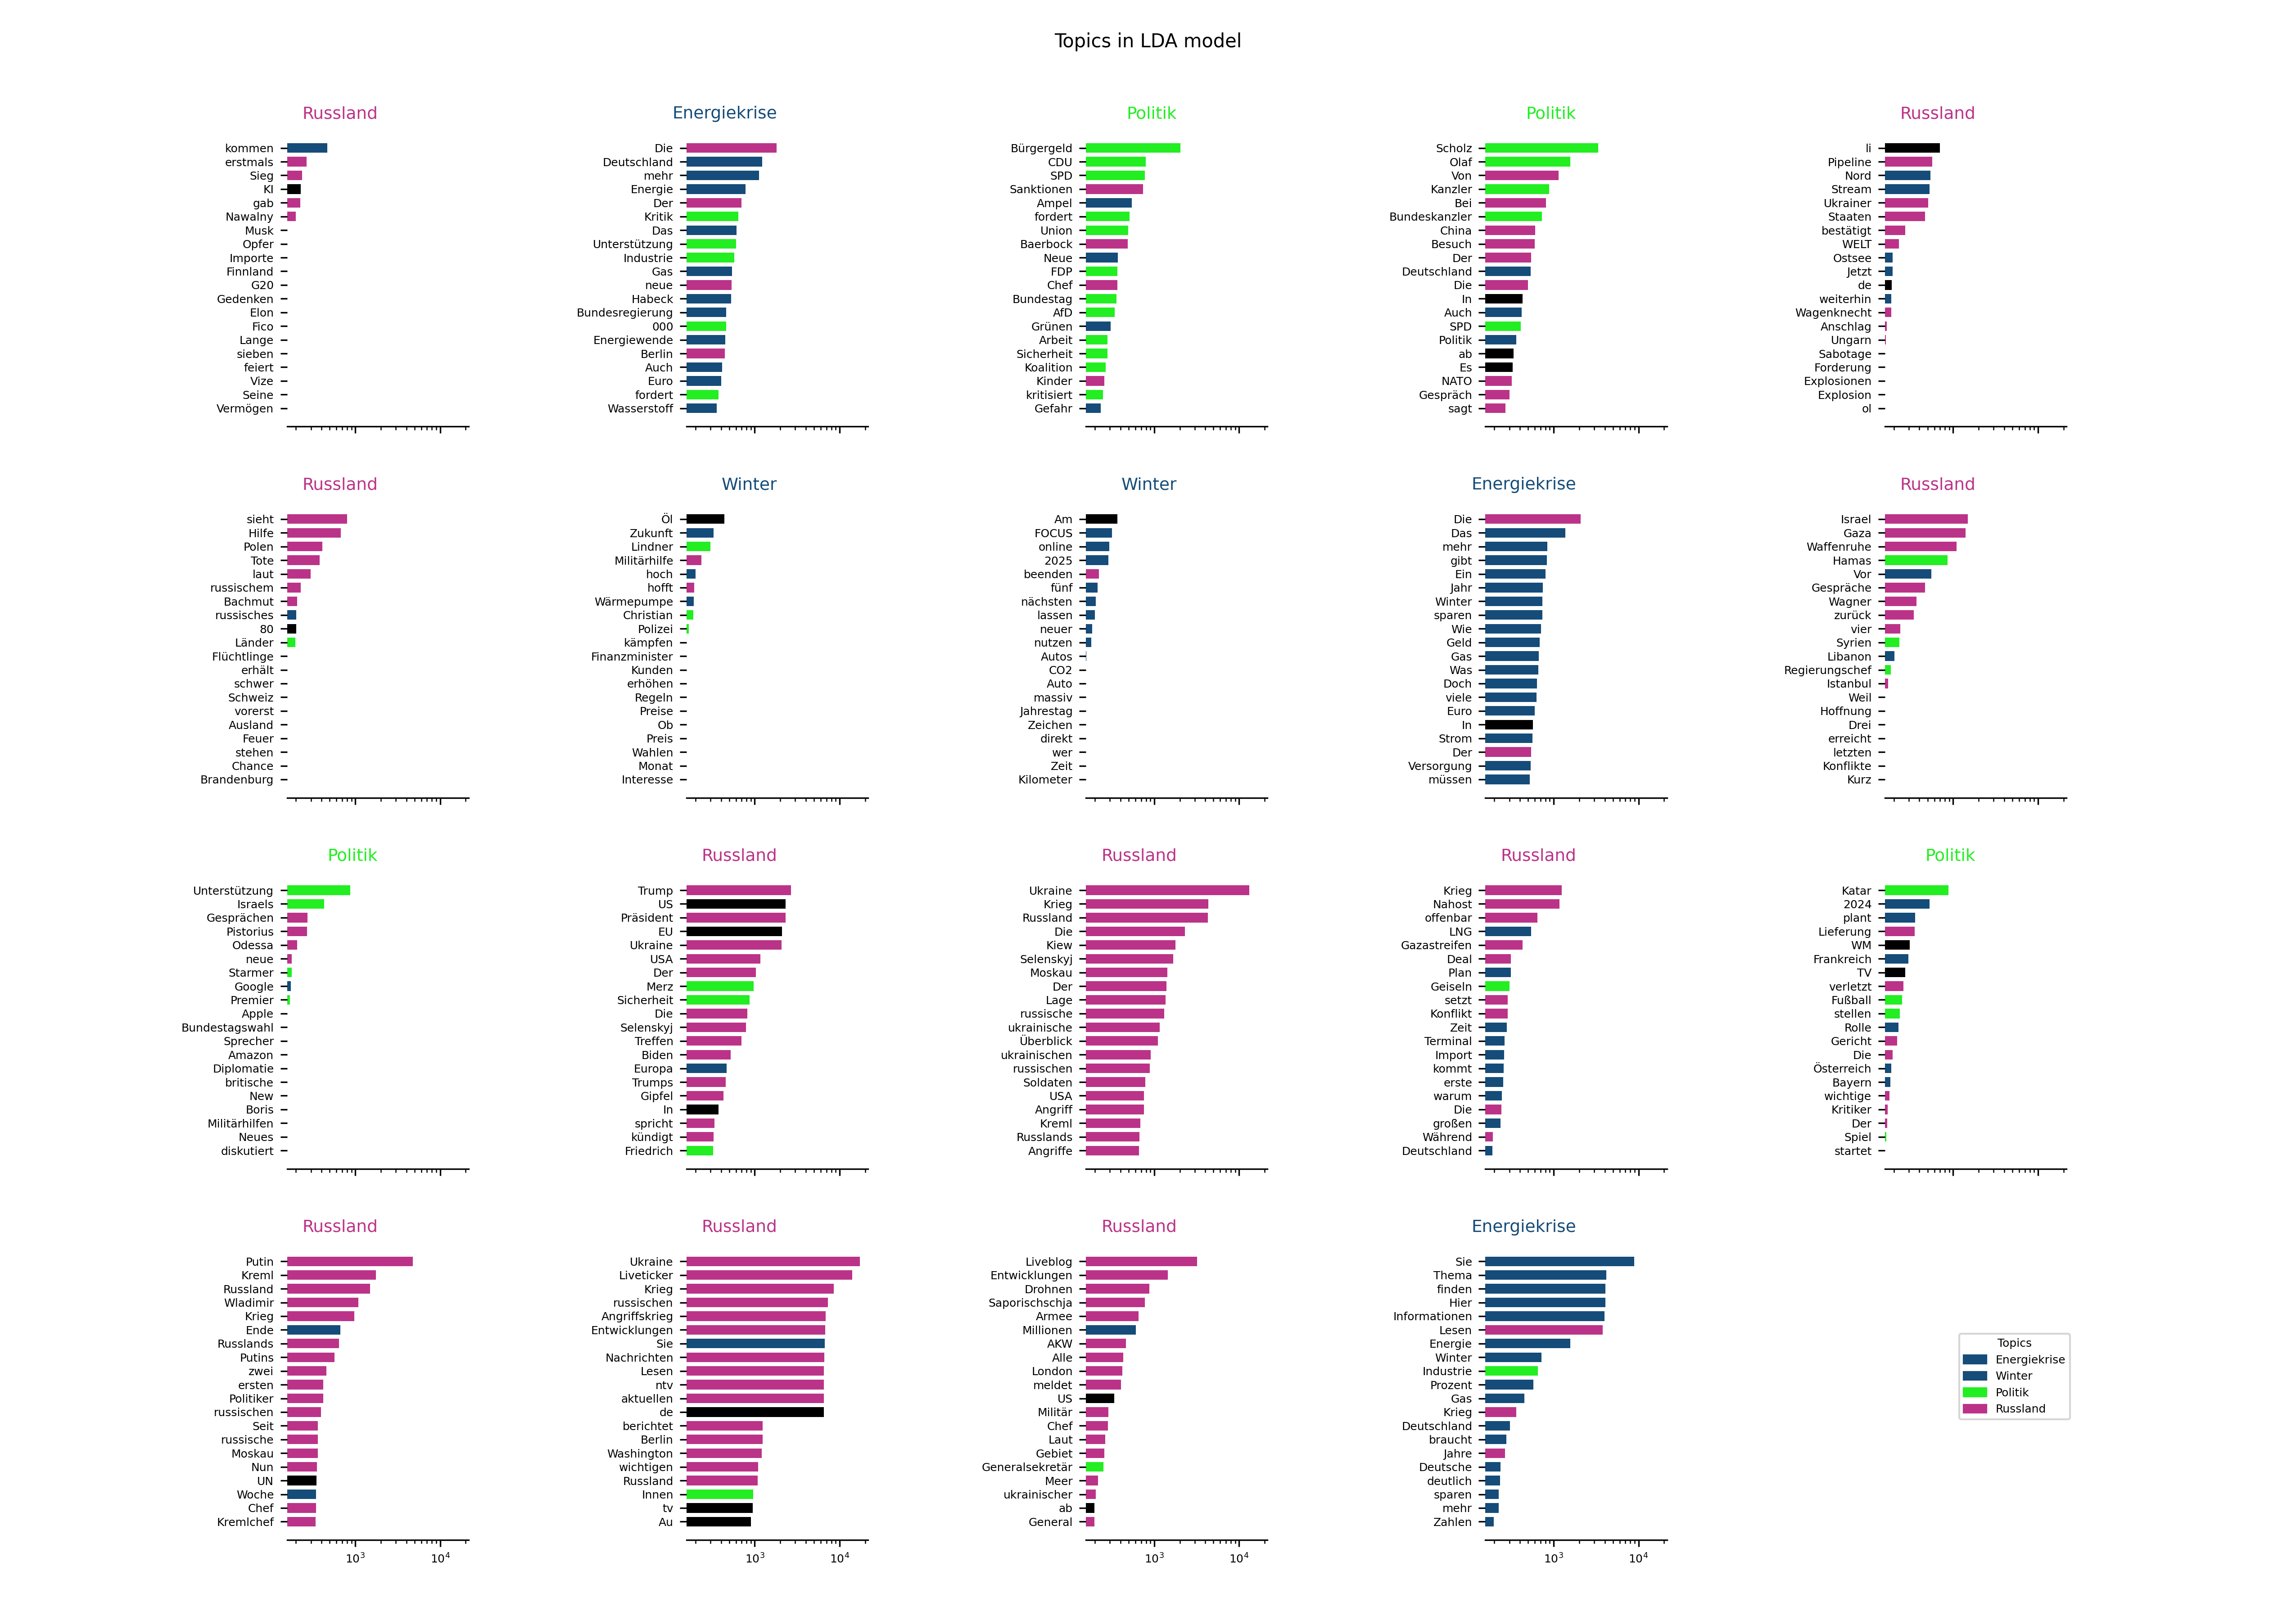 Topics in LDA model
Russland
kommen
erstmals
Sieg
KI
gab
Nawalny
Musk
Opfer
Importe
Finnland
G20
Gedenken
Elon
Fico
Lange
sieben
feiert
Vize
Seine
Vermögen
Energiekrise
Die
Deutschland
mehr
Energie
Der
Kritik
Das
Unterstützung
Industrie
Gas
neue
Habeck
Bundesregierung
000
Energiewende
Berlin
Auch
Euro
fordert
Wasserstoff
Politik
Bürgergeld
CDU
SPD
Sanktionen
Ampel
fordert
Union
Baerbock
Neue
FDP
Chef
Bundestag
AfD
Grünen
Arbeit
Sicherheit
Koalition
Kinder
kritisiert
Gefahr
Politik
Scholz
Olaf
Von
Kanzler
Bei
Bundeskanzler
China
Besuch
Der
Deutschland
Die
In
Auch
SPD
Politik
ab
Es
NATO
Gespräch
sagt
Russland
li
Pipeline
Nord
Stream
Ukrainer
Staaten
bestätigt
WELT
Ostsee
Jetzt
de
weiterhin
Wagenknecht
Anschlag
Ungarn
Sabotage
Forderung
Explosionen
Explosion
ol
Russland
sieht
Hilfe
Polen
Tote
laut
russischem
Bachmut
russisches
80
Länder
Flüchtlinge
erhält
schwer
Schweiz
vorerst
Ausland
Feuer
stehen
Chance
Brandenburg
Winter
Öl
Zukunft
Lindner
Militärhilfe
hoch
hofft
Wärmepumpe
Christian
Polizei
kämpfen
Finanzminister
Kunden
erhöhen
Regeln
Preise
Ob
Preis
Wahlen
Monat
Interesse
Winter
Am
FOCUS
online
2025
beenden
fünf
nächsten
lassen
neuer
nutzen
Autos
CO2
Auto
massiv
Jahrestag
Zeichen
direkt
wer
Zeit
Kilometer
Energiekrise
Die
Das
mehr
gibt
Ein
Jahr
Winter
sparen
Wie
Geld
Gas
Was
Doch
viele
Euro
In
Strom
Der
Versorgung
müssen
Russland
Israel
Gaza
Waffenruhe
Hamas
Vor
Gespräche
Wagner
zurück
vier
Syrien
Libanon
Regierungschef
Istanbul
Weil
Hoffnung
Drei
erreicht
letzten
Konflikte
Kurz
Politik
Unterstützung
Israels
Gesprächen
Pistorius
Odessa
neue
Starmer
Google
Premier
Apple
Bundestagswahl
Sprecher
Amazon
Diplomatie
britische
New
Boris
Militärhilfen
Neues
diskutiert
Russland
Trump
US
Präsident
EU
Ukraine
USA
Der
Merz
Sicherheit
Die
Selenskyj
Treffen
Biden
Europa
Trumps
Gipfel
In
spricht
kündigt
Friedrich
Russland
Ukraine
Krieg
Russland
Die
Kiew
Selenskyj
Moskau
Der
Lage
russische
ukrainische
Überblick
ukrainischen
russischen
Soldaten
USA
Angriff
Kreml
Russlands
Angriffe
Russland
Krieg
Nahost
offenbar
LNG
Gazastreifen
Deal
Plan
Geiseln
setzt
Konflikt
Zeit
Terminal
Import
kommt
erste
warum
Die
großen
Während
Deutschland
Politik
Katar
2024
plant
Lieferung
WM
Frankreich
TV
verletzt
Fußball
stellen
Rolle
Gericht
Die
Österreich
Bayern
wichtige
Kritiker
Der
Spiel
startet
Russland
Putin
Kreml
Russland
Wladimir
Krieg
Ende
Russlands
Putins
zwei
ersten
Politiker
russischen
Seit
russische
Moskau
Nun
UN
Woche
Chef
Kremlchef
10³ 10⁴
Russland
Ukraine
Liveticker
Krieg
russischen
Angriffskrieg
Entwicklungen
Sie
Nachrichten
Lesen
ntv
aktuellen
de
berichtet
Berlin
Washington
wichtigen
Russland
Innen
tv
Au
10³ 10⁴
Russland
Liveblog
Entwicklungen
Drohnen
Saporischschja
Armee
Millionen
AKW
Alle
London
meldet
US
Militär
Chef
Laut
Gebiet
Generalsekretär
Meer
ukrainischer
ab
General
10³ 10⁴
Energiekrise
Sie
Thema
finden
Hier
Informationen
Lesen
Energie
Winter
Industrie
Prozent
Gas
Krieg
Deutschland
braucht
Jahre
Deutsche
deutlich
sparen
mehr
Zahlen
10³ 10⁴
Topics
Energiekrise
Winter
Politik
Russland